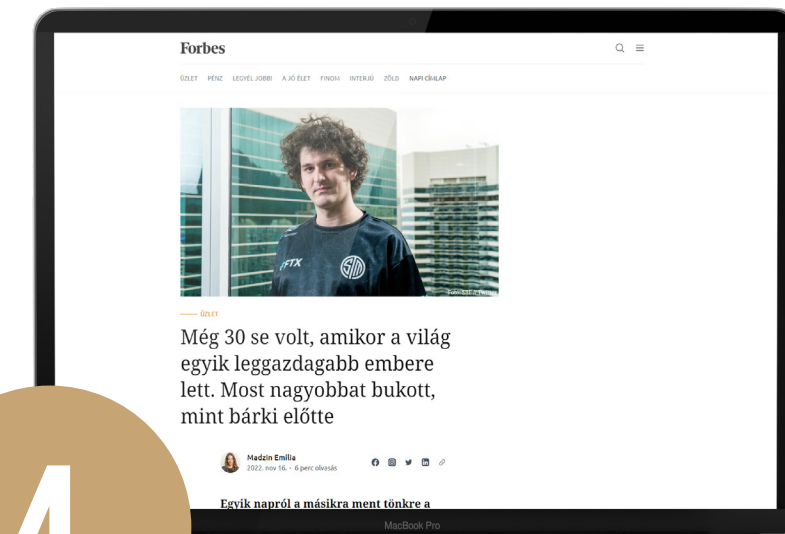 Forbes
ÜZLET PÉNZ LEGYÉL JOBB! A JÓ ÉLET FINOM INTERJÚ ZÖLD NAPI CÍMLAP
FTX
ÜZLET
Még 30 se volt, amikor a világ
egyik leggazdagabb embere
lett. Most nagyobbat bukott,
mint bárki előtte
Madzin Emília
2022. nov 16. · 6 perc olvasás
Egyik napról a másikra ment tönkre a
MacBook Pro
4